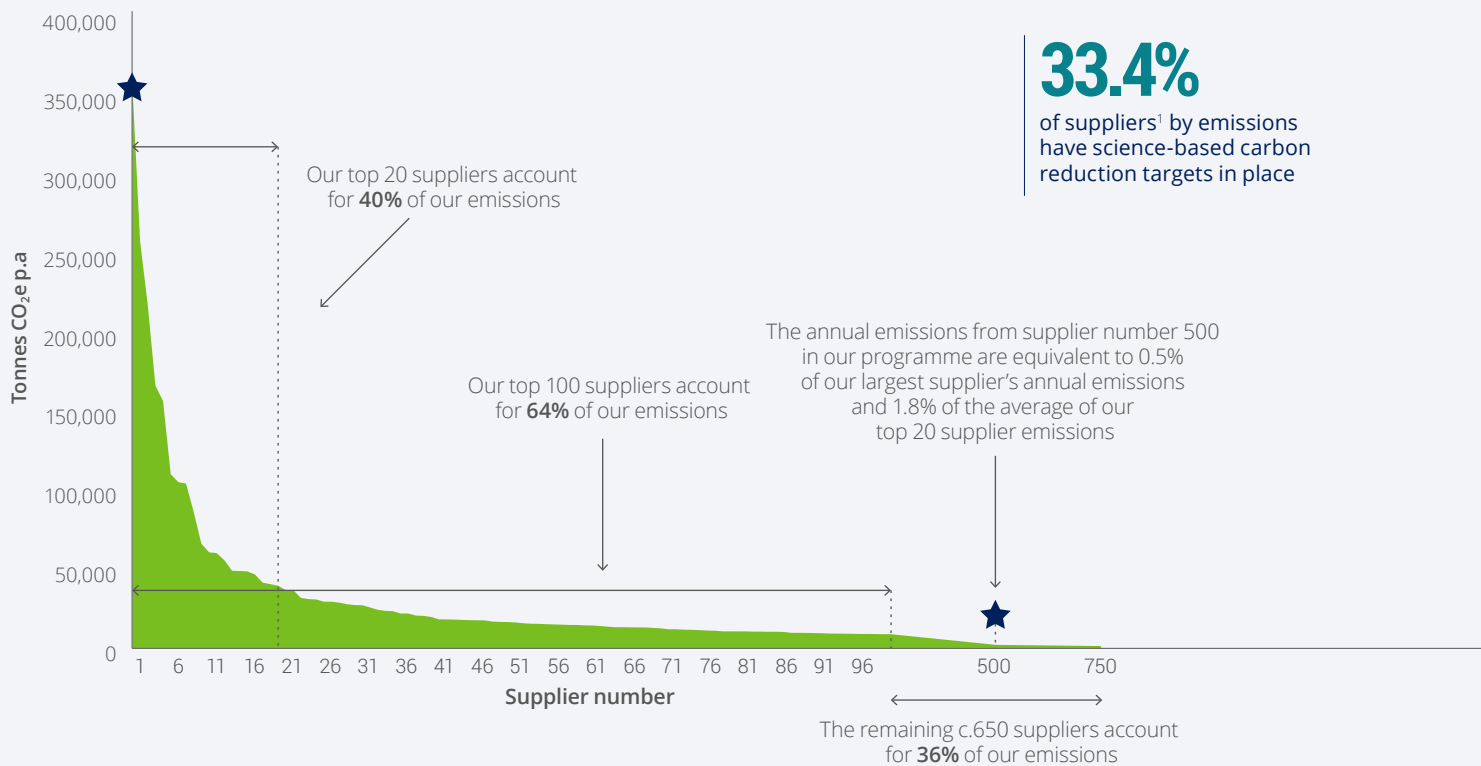 400,000
350,000
300,000
250,000
200,000
150,000
100,000
50,000
0
Tonnes CO₂e p.a
33.4%
of suppliers¹ by emissions
have science-based carbon
reduction targets in place
Our top 20 suppliers account
for 40% of our emissions
Our top 100 suppliers account
for 64% of our emissions
The annual emissions from supplier number 500
in our programme are equivalent to 0.5%
of our largest supplier’s annual emissions
and 1.8% of the average of our
top 20 supplier emissions
1 6 11 16 21 26 31 36 41 46 51 56 61 66 71 76 81 86 91 96 500 750
Supplier number
The remaining c.650 suppliers account
for 36% of our emissions